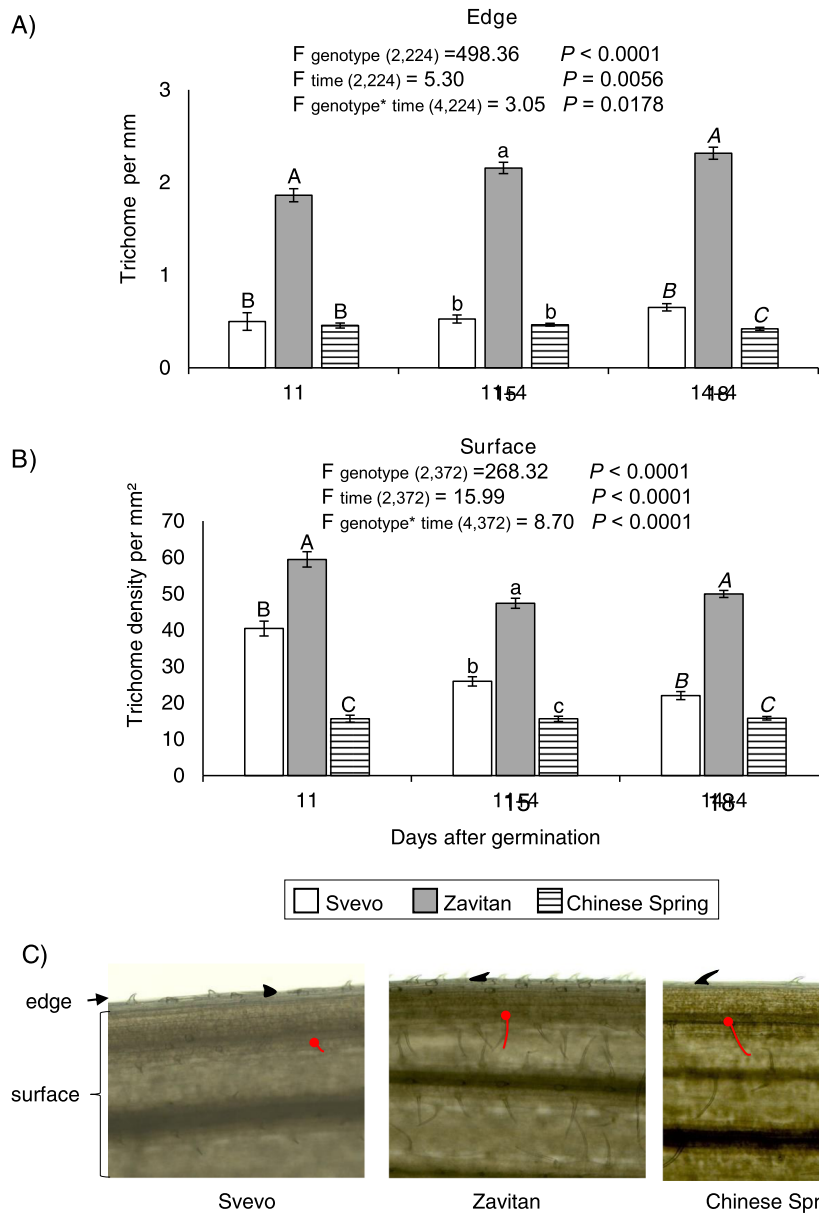 A)
Edge
F genotype (2,224) =498.36 P < 0.0001
F time (2,224) = 5.30 P = 0.0056
F genotype* time (4,224) = 3.05 P = 0.0178
Trichome per mm
3
2
1
0
A
B
B
a
b
b
A
B
C
11
B)
Surface
F genotype (2,372) =268.32 P < 0.0001
F time (2,372) = 15.99 P < 0.0001
F genotype* time (4,372) = 8.70 P < 0.0001
Trichome density per mm²
70
60
50
40
30
20
10
0
A
B
C
a
b
c
A
B
C
11
Days after germination
Svevo Zavitan Chinese Spring
C)
edge
surface
Svevo Zavitan Chinese Spr